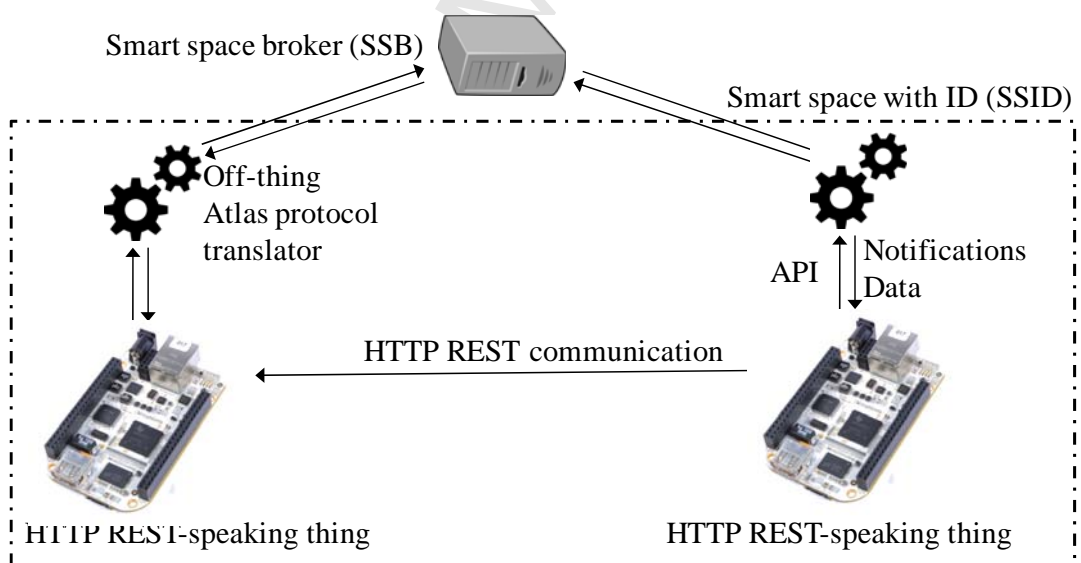 Smart space broker (SSB)
Smart space with ID (SSID)
Off-thing
Atlas protocol
translator
API
Notifications
Data
HTTP REST communication
HTTP REST-speaking thing
HTTP REST-speaking thing